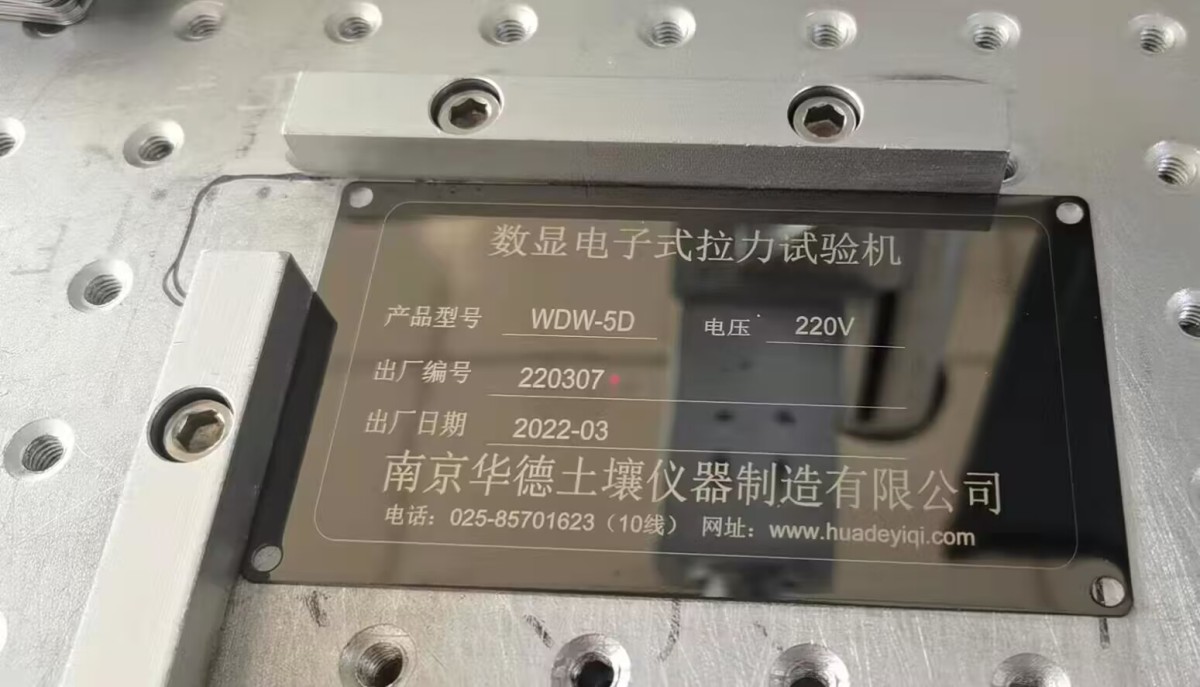 数显电子式拉力试验机
产品型号 WDW-5D 电压 220V
出厂编号 220307
出厂日期 2022-03
南京华德土壤仪器制造有限公司
电话：025-85701623（10线） 网址：www.huadeyiqi.com